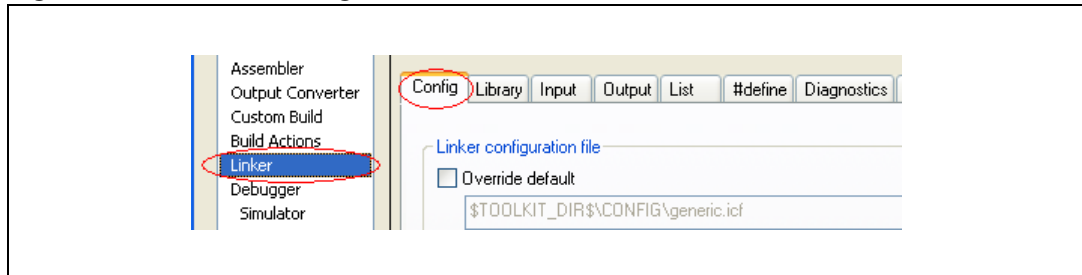 Assembler
Output Converter
Custom Build
Build Actions
Linker
Debugger
Simulator
Config Library Input Output List #define Diagnostics
Linker configuration file
Override default
$TOOLKIT_DIR$\CONFIG\generic.icf